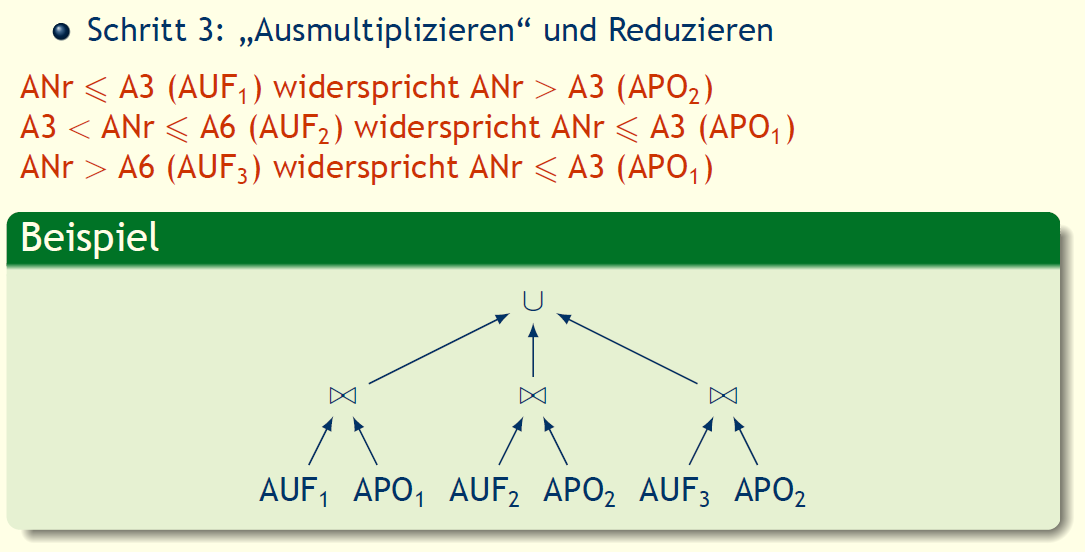 Schritt 3: „Ausmultiplizieren“ und Reduzieren
ANr ⩽ A3 (AUF₁) widerspricht ANr > A3 (APO₂)
A3 < ANr ⩽ A6 (AUF₂) widerspricht ANr ⩽ A3 (APO₁)
ANr > A6 (AUF₃) widerspricht ANr ⩽ A3 (APO₁)
Beispiel
∪
⋈ ⋈ ⋈
AUF₁ APO₁ AUF₂ APO₂ AUF₃ APO₂